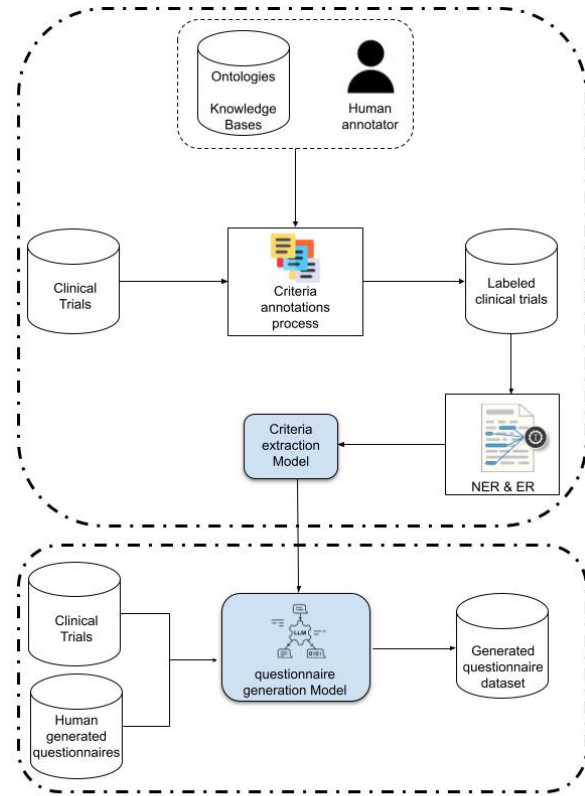 Ontologies
Knowledge
Bases
Human
annotator
Clinical
Trials
Criteria
annotations
process
Labeled
clinical trials
Criteria
extraction
Model
NER & ER
Clinical
Trials
LLM
questionnaire
generation Model
Generated
questionnaire
dataset
Human
generated
questionnaires